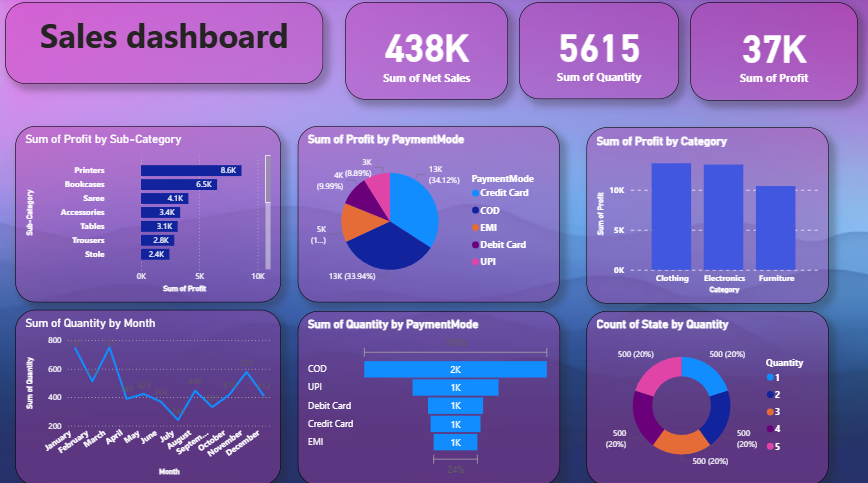 Sales dashboard
438K
Sum of Net Sales
5615
Sum of Quantity
37K
Sum of Profit
Sum of Profit by Sub-Category
Sub-Category
Printers
8.6K
Bookcases
6.5K
Saree
4.1K
Accessories
3.4K
Tables
3.1K
Trousers
2.8K
Stole
2.4K
0K
5K
10K
Sum of Profit
Sum of Profit by PaymentMode
3K
(8.89%)
4K
(9.99%)
5K
(1...)
13K
(34.12%)
13K (33.94%)
PaymentMode
Credit Card
COD
EMI
Debit Card
UPI
Sum of Profit by Category
Sum of Profit
10K
5K
0K
Clothing
Electronics
Furniture
Category
Sum of Quantity by Month
Sum of Quantity
800
600
400
200
January
February
March
April
May
June
July
August
Septem...
October
November
December
Month
Sum of Quantity by PaymentMode
COD
2K
UPI
1K
Debit Card
1K
Credit Card
1K
EMI
1K
24%
Count of State by Quantity
500 (20%)
500 (20%)
500
(20%)
500
(20%)
500 (20%)
Quantity
1
2
3
4
5